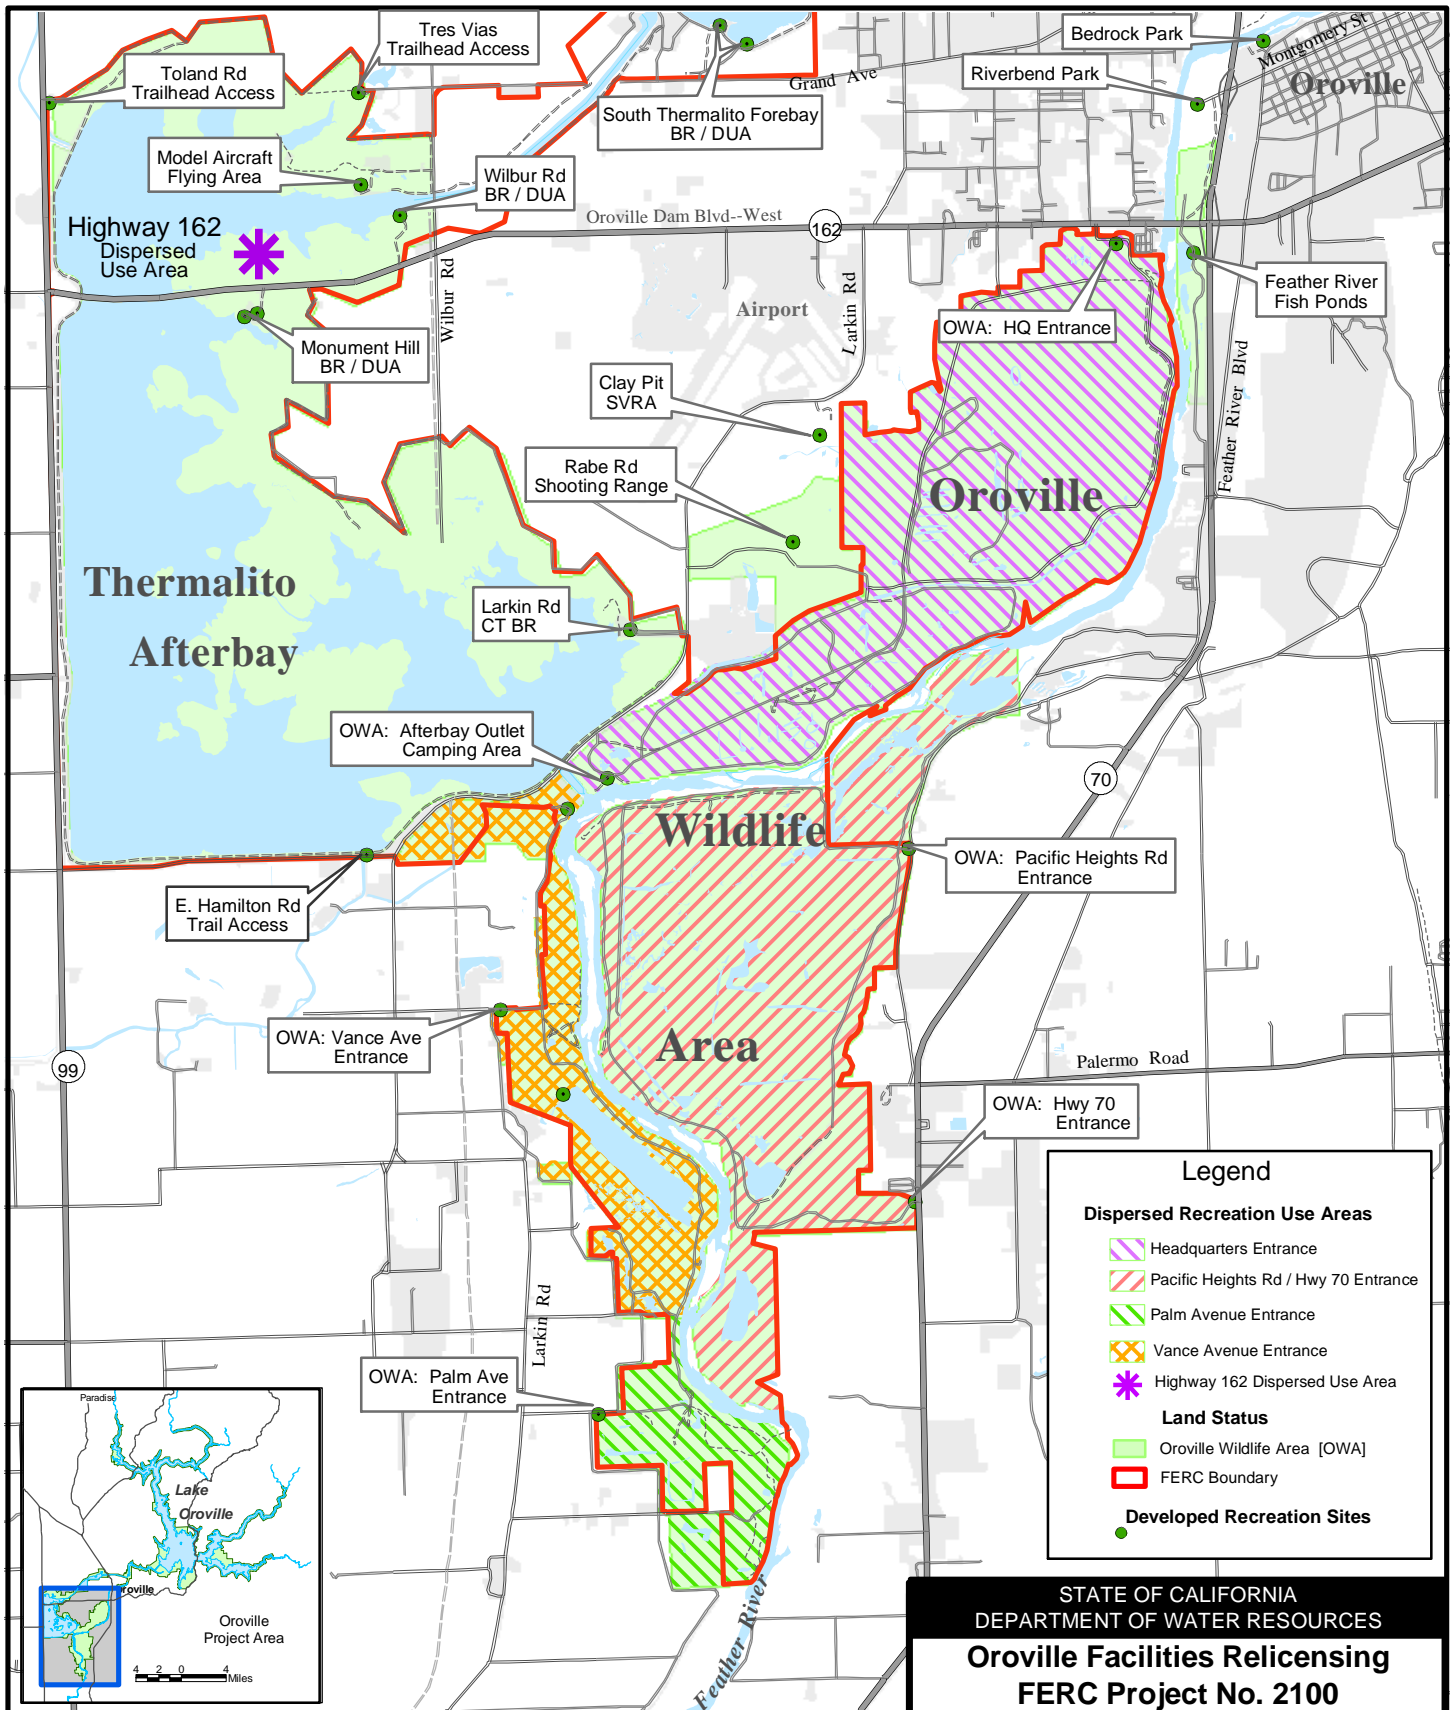 Tres Vias
Trailhead Access
Toland Rd
Trailhead Access
Bedrock Park
Montgomery St
Riverbend Park
Oroville
Grand Ave
South Thermalito Forebay
BR / DUA
Model Aircraft
Flying Area
Wilbur Rd
BR / DUA
Highway 162
Dispersed
Use Area
Oroville Dam Blvd--West
162
Wilbur Rd
Airport
Larkin Rd
OWA: HQ Entrance
Feather River
Fish Ponds
Feather River Blvd
Monument Hill
BR / DUA
Clay Pit
SVRA
Rabe Rd
Shooting Range
Oroville
Thermalito
Afterbay
Larkin Rd
CT BR
OWA: Afterbay Outlet
Camping Area
70
Wildlife
OWA: Pacific Heights Rd
Entrance
E. Hamilton Rd
Trail Access
OWA: Vance Ave
Entrance
Area
99
Palermo Road
OWA: Hwy 70
Entrance
Larkin Rd
OWA: Palm Ave
Entrance
Feather River
Legend
Dispersed Recreation Use Areas
Headquarters Entrance
Pacific Heights Rd / Hwy 70 Entrance
Palm Avenue Entrance
Vance Avenue Entrance
Highway 162 Dispersed Use Area
Land Status
Oroville Wildlife Area [OWA]
FERC Boundary
Developed Recreation Sites
Paradise
Lake
Oroville
roville
Oroville
Project Area
4 2 0 4
Miles
STATE OF CALIFORNIA
DEPARTMENT OF WATER RESOURCES
Oroville Facilities Relicensing
FERC Project No. 2100